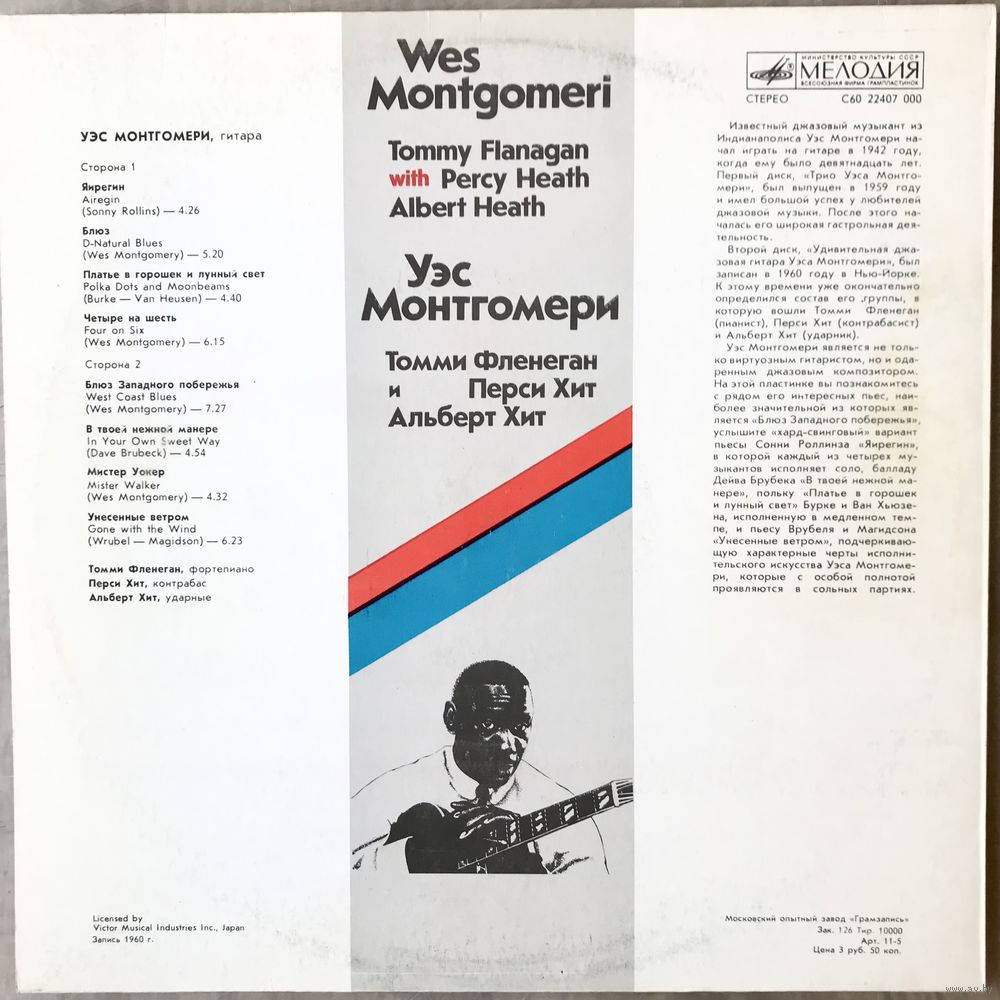 Wes
Montgomeri
Tommy Flanagan
with Percy Heath
Albert Heath
Уэс
Монтгомери
Томми Фленеган
и Перси Хит
Альберт Хит
УЭС МОНТГОМЕРИ, гитара
Сторона 1
Яирегин
Airegin
(Sonny Rollins) — 4.26
Блюз
D-Natural Blues
(Wes Montgomery) — 5.20
Платье в горошек и лунный свет
Polka Dots and Moonbeams
(Burke — Van Heusen) — 4.40
Четыре на шесть
Four on Six
(Wes Montgomery) — 6.15
Сторона 2
Блюз Западного побережья
West Coast Blues
(Wes Montgomery) — 7.27
В твоей нежной манере
In Your Own Sweet Way
(Dave Brubeck) — 4.54
Мистер Уокер
Mister Walker
(Wes Montgomery) — 4.32
Унесенные ветром
Gone with the Wind
(Wrubel — Magidson) — 6.23
Томми Фленеган, фортепиано
Перси Хит, контрабас
Альберт Хит, ударные
Licensed by
Victor Musical Industries Inc., Japan
Запись 1960 г.
МИНИСТЕРСТВО КУЛЬТУРЫ СССР
МЕЛОДИЯ
ВСЕСОЮЗНАЯ ФИРМА ГРАМПЛАСТИНОК
СТЕРЕО С60 22407 000
Известный джазовый музыкант из
Индианаполиса Уэс Монтгомери на-
чал играть на гитаре в 1942 году,
когда ему было девятнадцать лет.
Первый диск, «Трио Уэса Монтго-
мери», был выпущен в 1959 году
и имел большой успех у любителей
джазовой музыки. После этого на-
чалась его широкая гастрольная дея-
тельность.
Второй диск, «Удивительная джа-
зовая гитара Уэса Монтгомери», был
записан в 1960 году в Нью-Йорке.
К этому времени уже окончательно
определился состав его группы, в
которую вошли Томми Фленеган
(пианист), Перси Хит (контрабасист)
и Альберт Хит (ударник).
Уэс Монтгомери является не толь-
ко виртуозным гитаристом, но и ода-
ренным джазовым композитором.
На этой пластинке вы познакомитесь
с рядом его интересных пьес, наи-
более значительной из которых яв-
ляется «Блюз Западного побережья»,
услышите «хард-свинговый» вариант
пьесы Сонни Роллинза «Яирегин»,
в которой каждый из четырех му-
зыкантов исполняет соло, балладу
Дейва Брубека «В твоей нежной ма-
нере», польку «Платье в горошек
и лунный свет» Бурке и Ван Хьюзе-
на, исполненную в медленном тем-
пе, и пьесу Врубеля и Магидсона
«Унесенные ветром», подчеркиваю-
щую характерные черты исполни-
тельского искусства Уэса Монтгоме-
ри, которые с особой полнотой
проявляются в сольных партиях.
Московский опытный завод «Грамзапись»
Зак. 126 Тир. 10000
Арт. 11-5
Цена 3 руб. 50 коп.
www.av.by